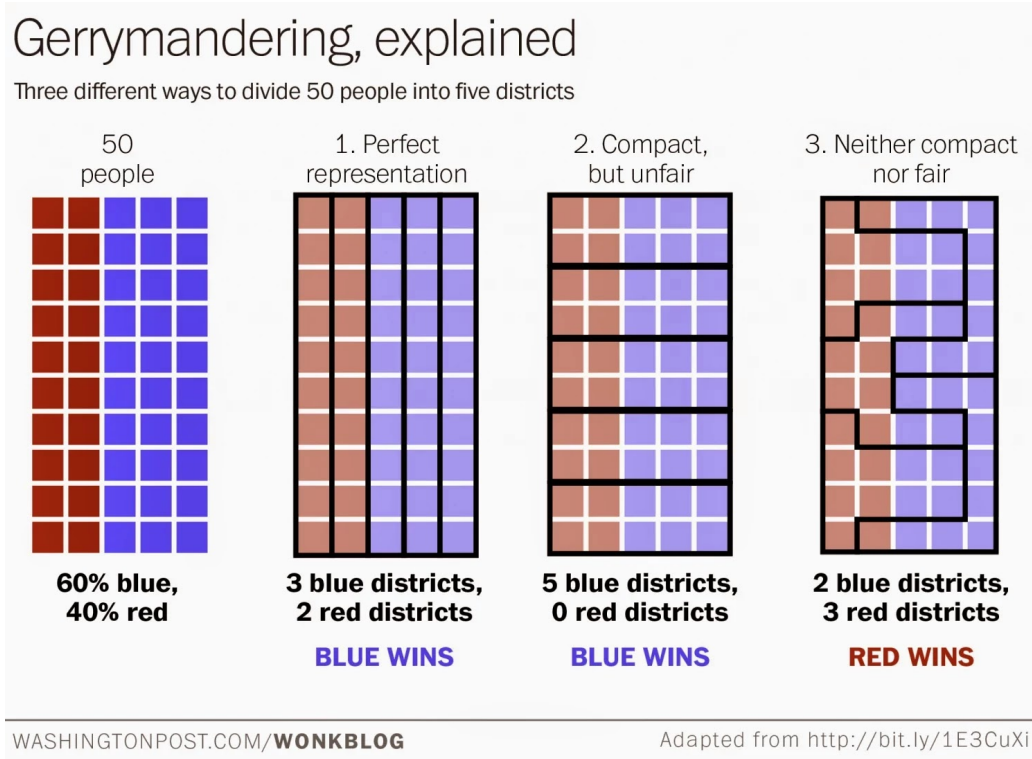 Gerrymandering, explained
Three different ways to divide 50 people into five districts
50
people
1. Perfect
representation
2. Compact,
but unfair
3. Neither compact
nor fair
60% blue,
40% red
3 blue districts,
2 red districts
BLUE WINS
5 blue districts,
0 red districts
BLUE WINS
2 blue districts,
3 red districts
RED WINS
WASHINGTONPOST.COM/WONKBLOG
Adapted from http://bit.ly/1E3CuXi